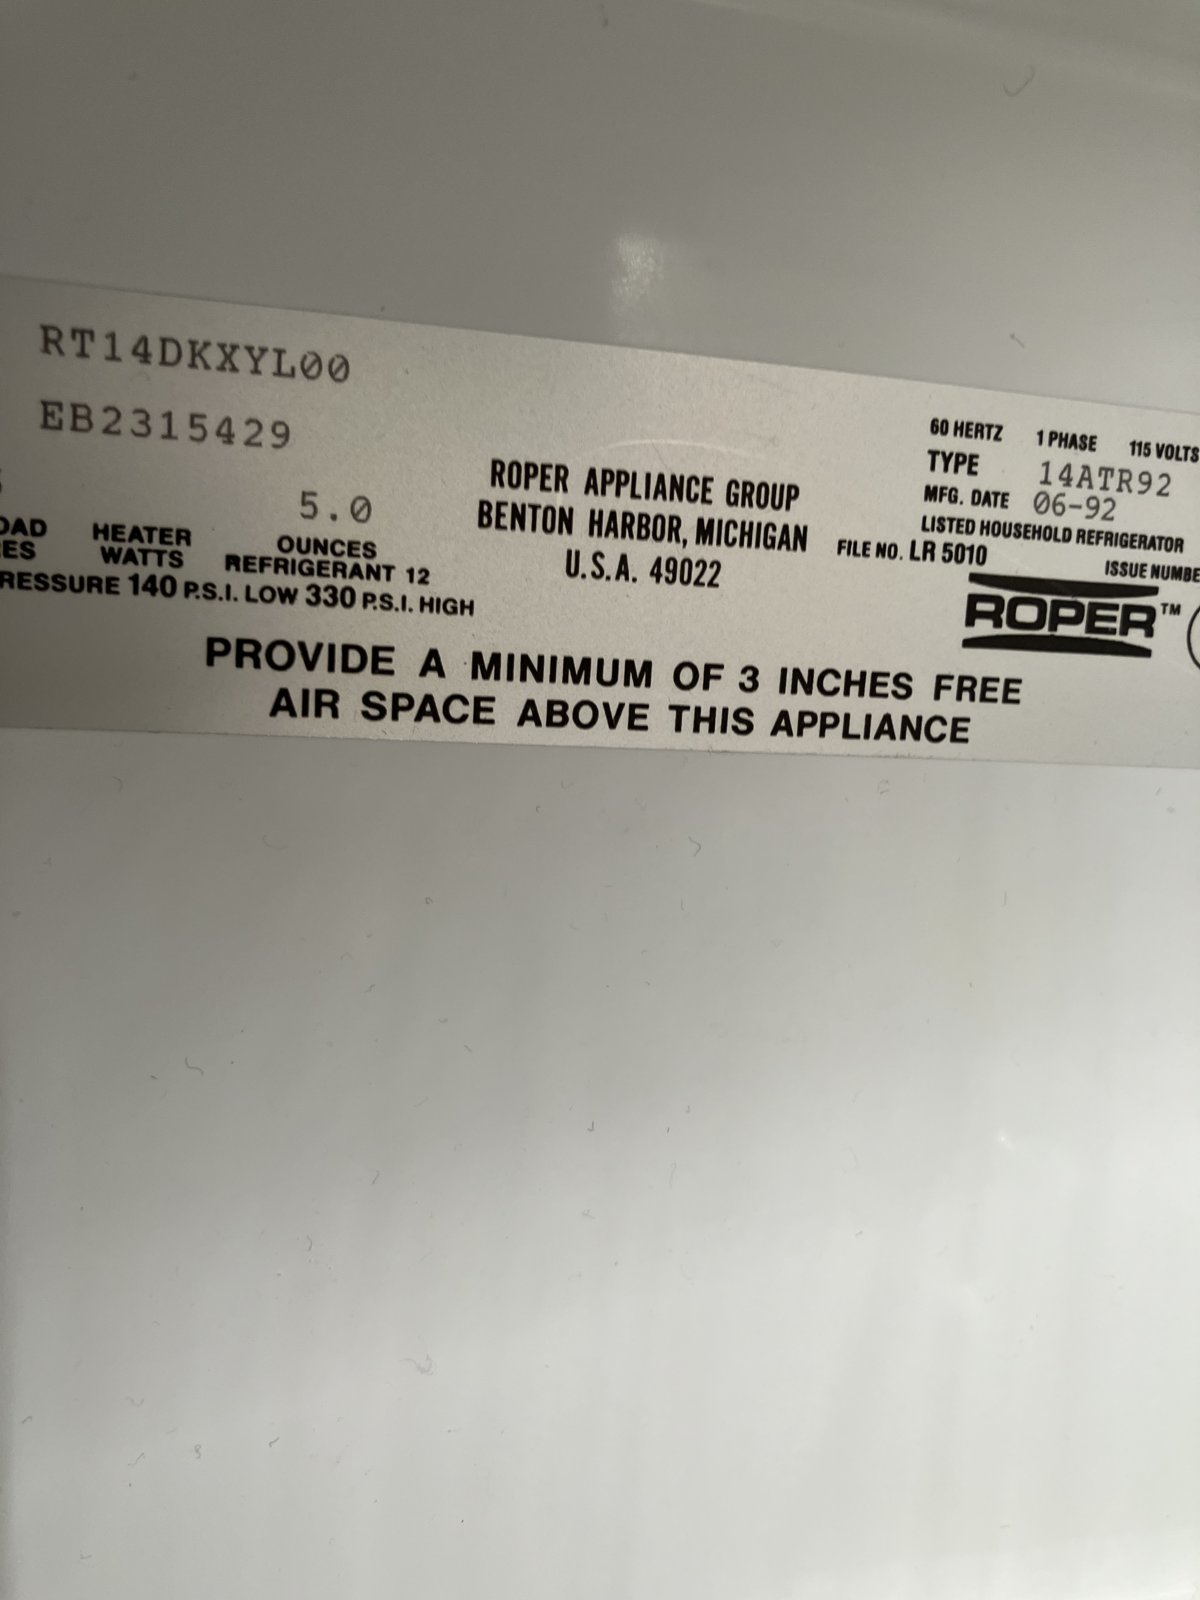 RT14DKXYL00
EB2315429
5.0
HEATER
WATTS
OUNCES
REFRIGERANT 12
140 P.S.I. LOW 330 P.S.I. HIGH
ROPER APPLIANCE GROUP
BENTON HARBOR, MICHIGAN
U.S.A. 49022
60 HERTZ 1 PHASE 115 VOLTS
TYPE 14ATR92
MFG. DATE 06-92
LISTED HOUSEHOLD REFRIGERATOR
FILE NO. LR 5010
ISSUE
ROPER™
PROVIDE A MINIMUM OF 3 INCHES FREE
AIR SPACE ABOVE THIS APPLIANCE